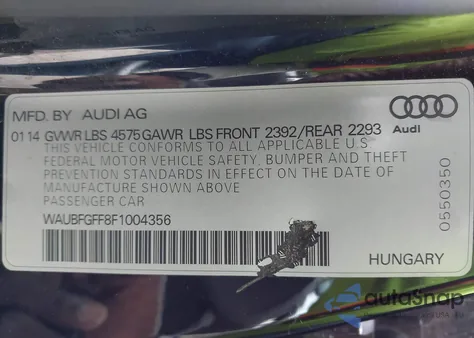 MFD. BY AUDI AG
0114 GVWR LBS 4575 GAWR LBS FRONT 2392/REAR 2293
Audi
THIS VEHICLE CONFORMS TO ALL APPLICABLE U.S
FEDERAL MOTOR VEHICLE SAFETY, BUMPER AND THEFT
PREVENTION STANDARDS IN EFFECT ON THE DATE OF
MANUFACTURE SHOWN ABOVE
PASSENGER CAR
WAUBFGFF8F1004356
HUNGARY
0550350
autoSnap